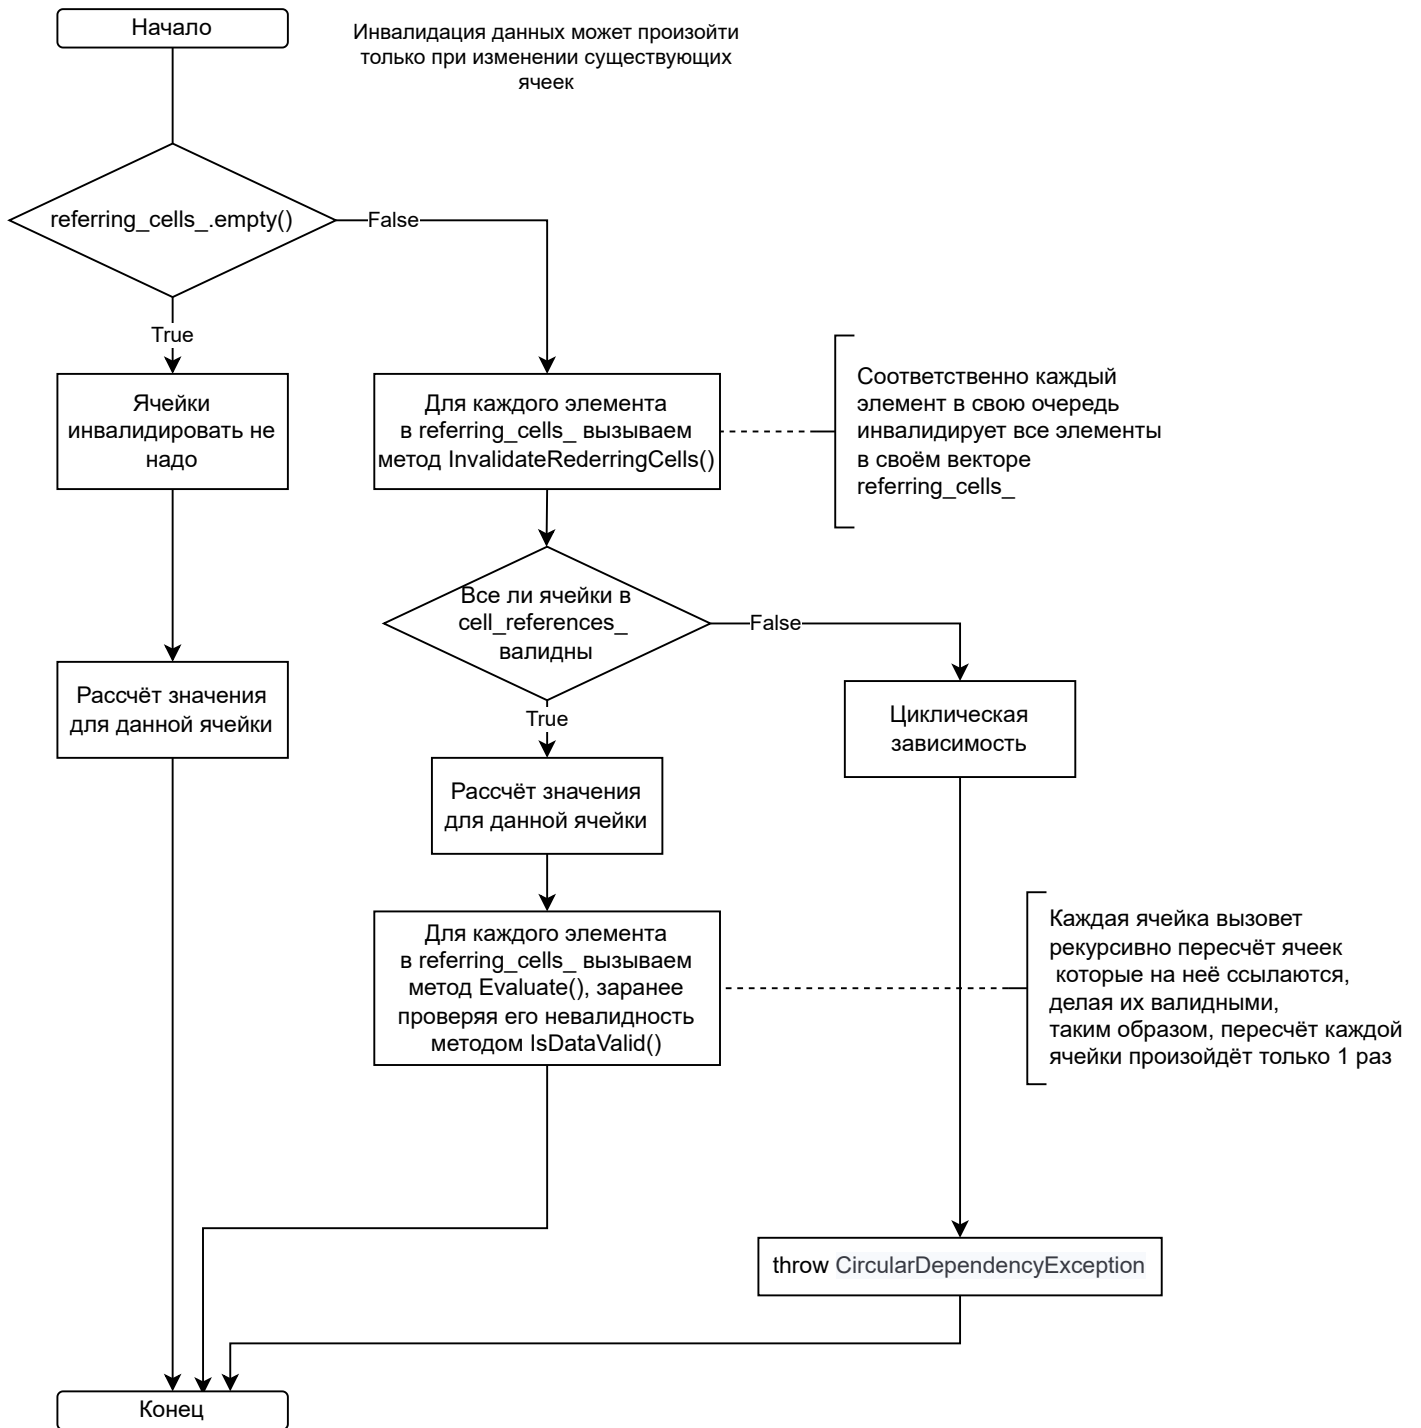 Начало
Инвалидация данных может произойти
только при изменении существующих
ячеек
referring_cells_.empty()
False
True
Ячейки
инвалидировать не
надо
Для каждого элемента
в referring_cells_ вызываем
метод InvalidateRederringCells()
Соответственно каждый
элемент в свою очередь
инвалидирует все элементы
в своём векторе
referring_cells_
Все ли ячейки в
cell_references_
валидны
False
True
Рассчёт значения
для данной ячейки
Циклическая
зависимость
Рассчёт значения
для данной ячейки
Для каждого элемента
в referring_cells_ вызываем
метод Evaluate(), заранее
проверяя его невалидность
методом IsDataValid()
Каждая ячейка вызовет
рекурсивно пересчёт ячеек
которые на неё ссылаются,
делая их валидными,
таким образом, пересчёт каждой
ячейки произойдёт только 1 раз
throw CircularDependencyException
Конец